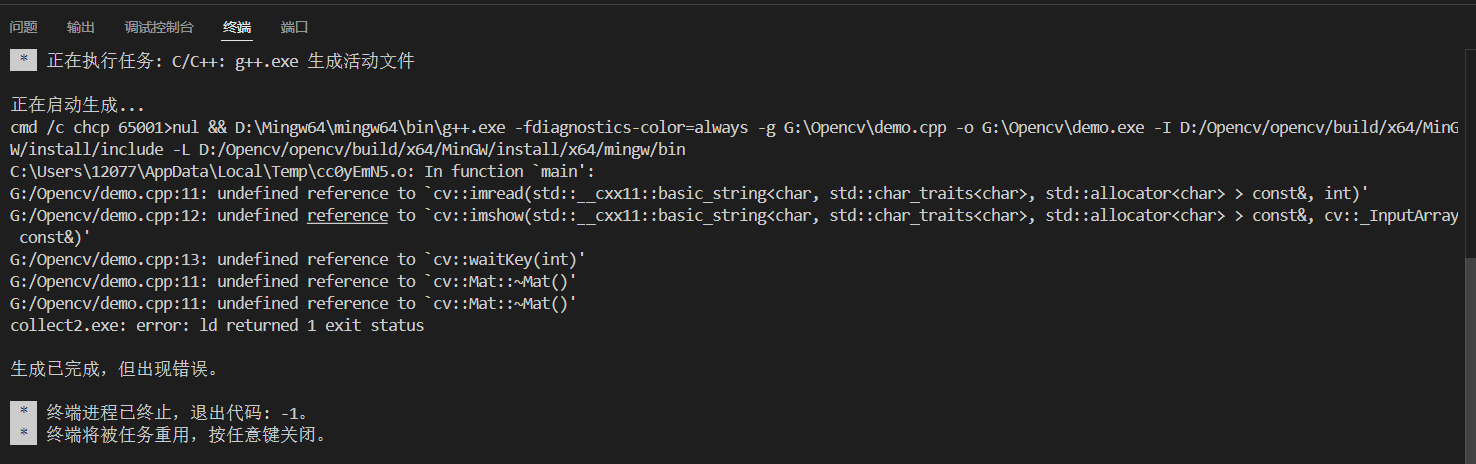 问题 输出 调试控制台 终端 端口
* 正在执行任务: C/C++: g++.exe 生成活动文件
正在启动生成...
cmd /c chcp 65001>nul && D:\Mingw64\mingw64\bin\g++.exe -fdiagnostics-color=always -g G:\Opencv\demo.cpp -o G:\Opencv\demo.exe -I D:/Opencv/opencv/build/x64/MinG
W/install/include -L D:/Opencv/opencv/build/x64/MinGW/install/x64/mingw/bin
C:\Users\12077\AppData\Local\Temp\cc0yEmN5.o: In function `main':
G:/Opencv/demo.cpp:11: undefined reference to `cv::imread(std::__cxx11::basic_string<char, std::char_traits<char>, std::allocator<char> > const&, int)'
G:/Opencv/demo.cpp:12: undefined reference to `cv::imshow(std::__cxx11::basic_string<char, std::char_traits<char>, std::allocator<char> > const&, cv::_InputArray
const&)'
G:/Opencv/demo.cpp:13: undefined reference to `cv::waitKey(int)'
G:/Opencv/demo.cpp:11: undefined reference to `cv::Mat::~Mat()'
G:/Opencv/demo.cpp:11: undefined reference to `cv::Mat::~Mat()'
collect2.exe: error: ld returned 1 exit status
生成已完成，但出现错误。
* 终端进程已终止，退出代码: -1。
* 终端将被任务重用，按任意键关闭。